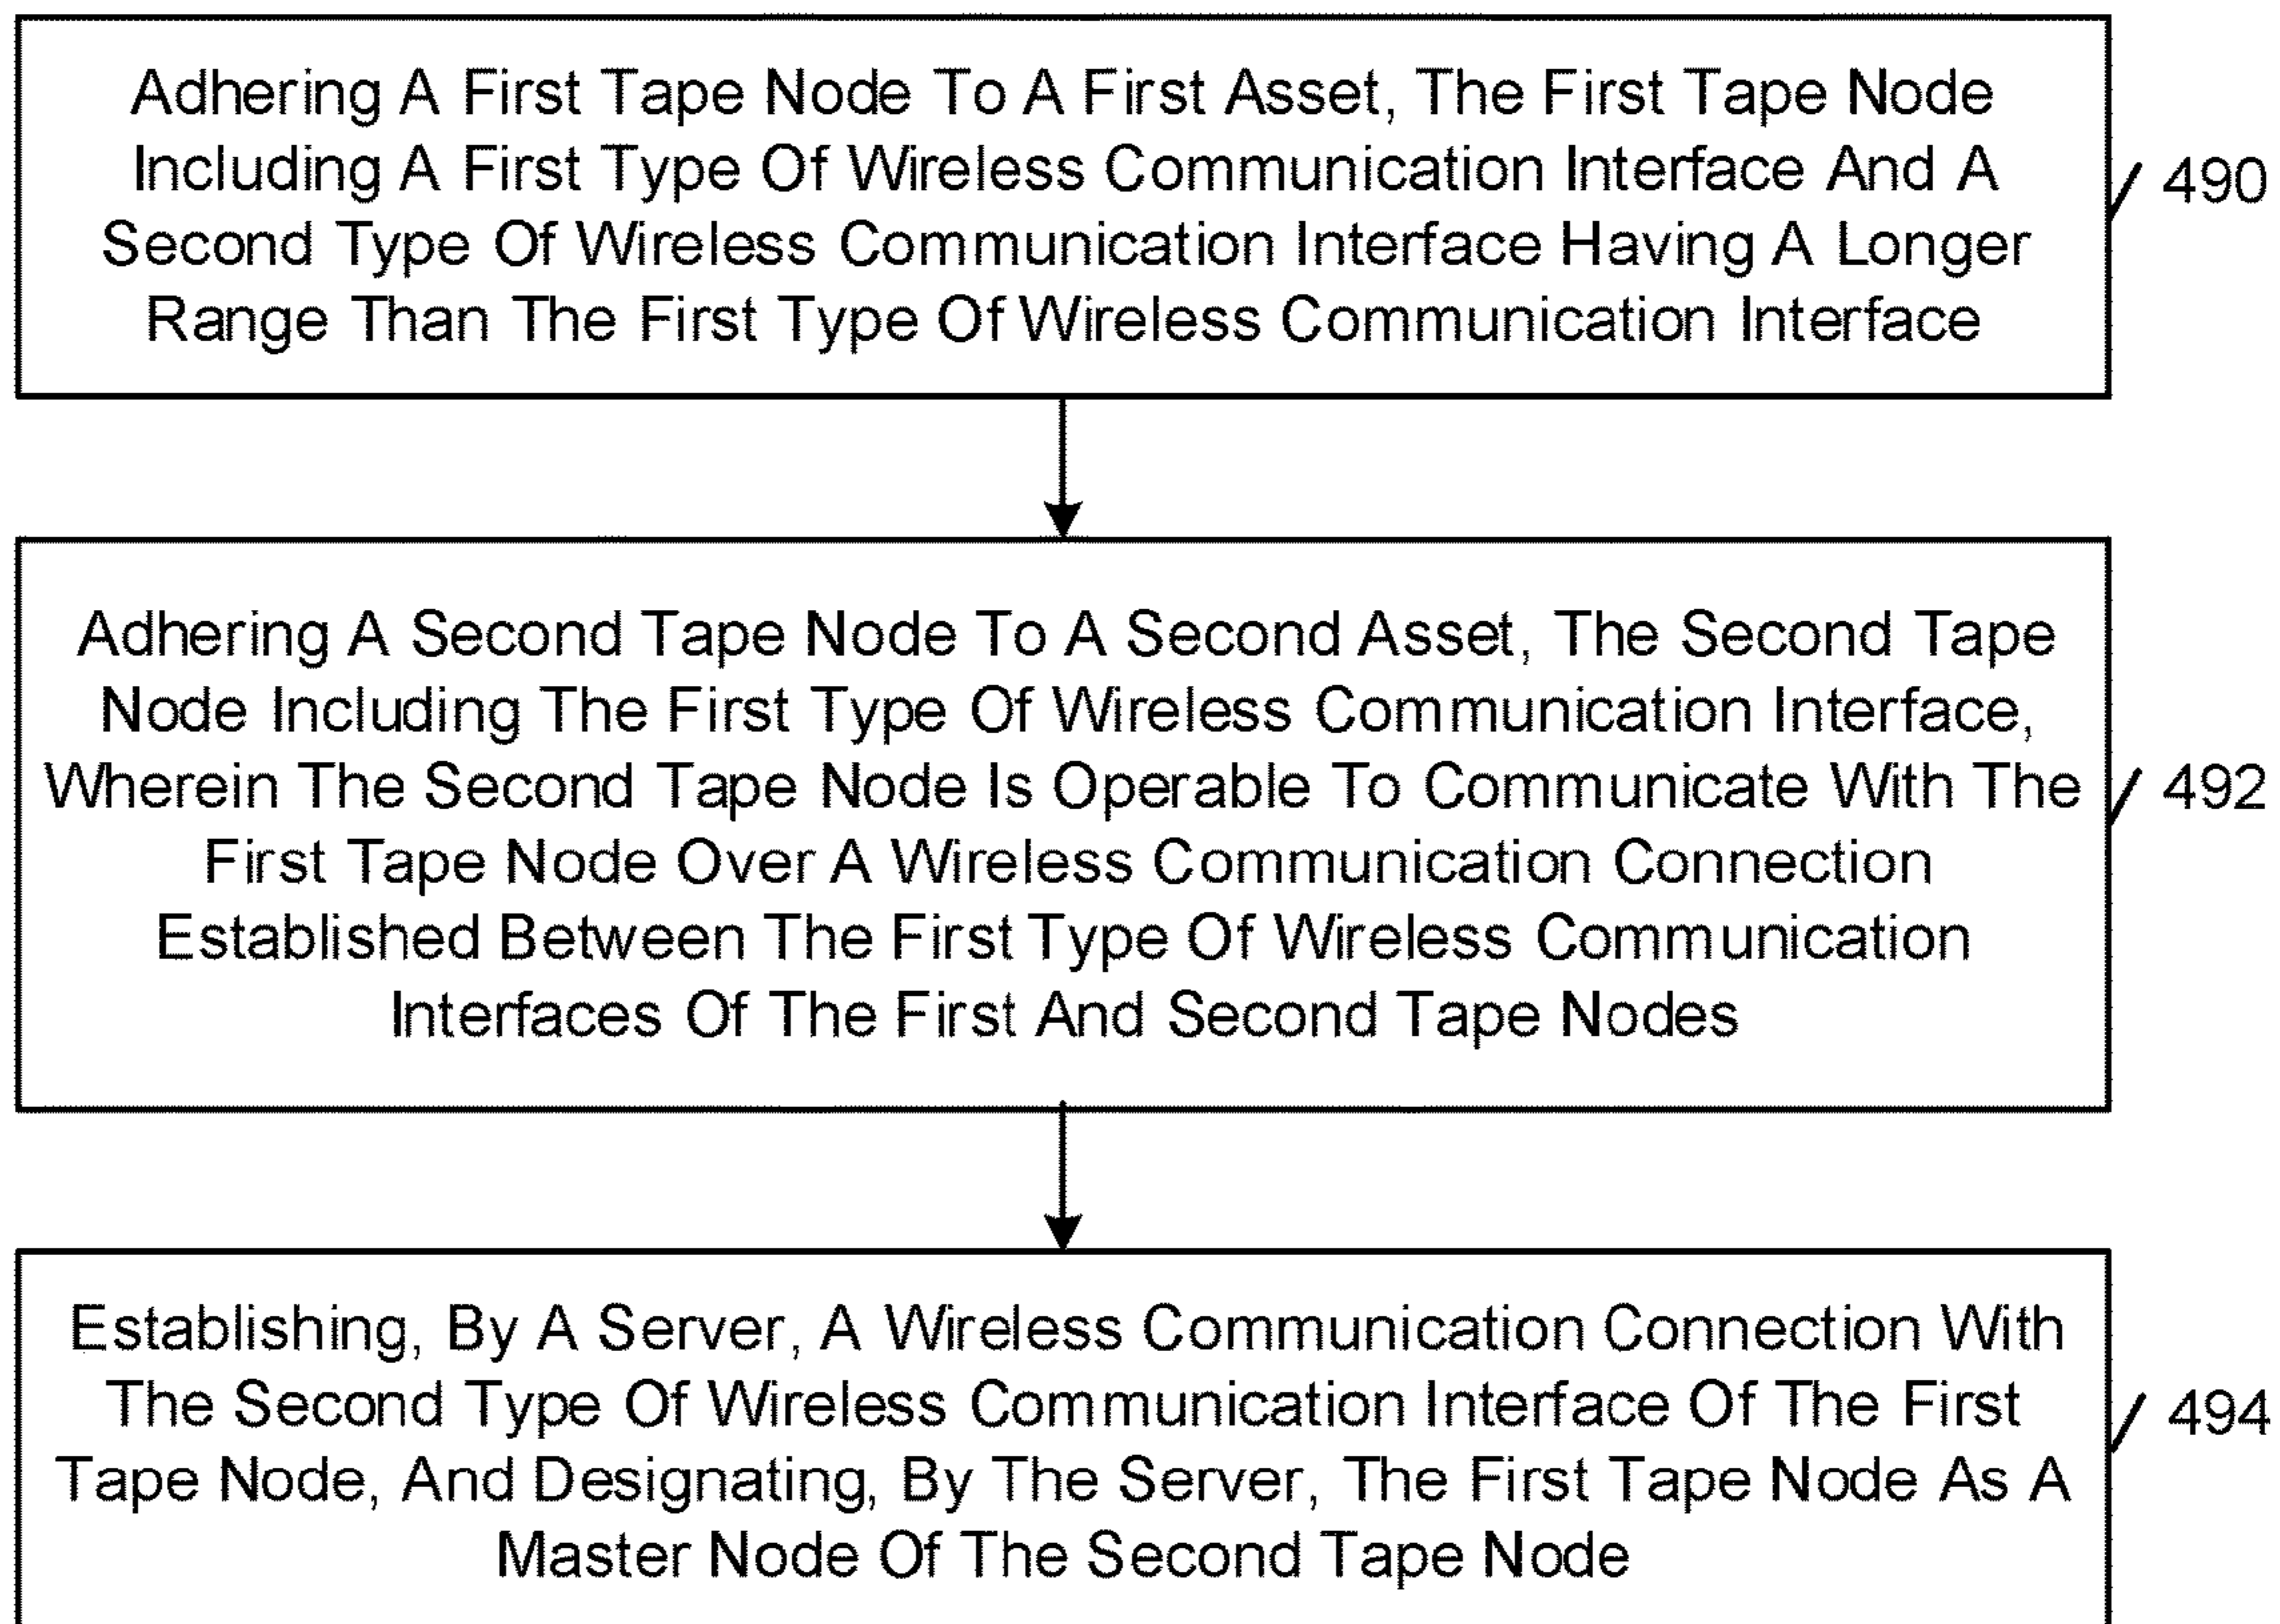 Adhering A First Tape Node To A First Asset, The First Tape Node
Including A First Type Of Wireless Communication Interface And A
Second Type Of Wireless Communication Interface Having A Longer
Range Than The First Type Of Wireless Communication Interface
490
Adhering A Second Tape Node To A Second Asset, The Second Tape
Node Including The First Type Of Wireless Communication Interface,
Wherein The Second Tape Node Is Operable To Communicate With The
First Tape Node Over A Wireless Communication Connection
Established Between The First Type Of Wireless Communication
Interfaces Of The First And Second Tape Nodes
492
Establishing, By A Server, A Wireless Communication Connection With
The Second Type Of Wireless Communication Interface Of The First
Tape Node, And Designating, By The Server, The First Tape Node As A
Master Node Of The Second Tape Node
494